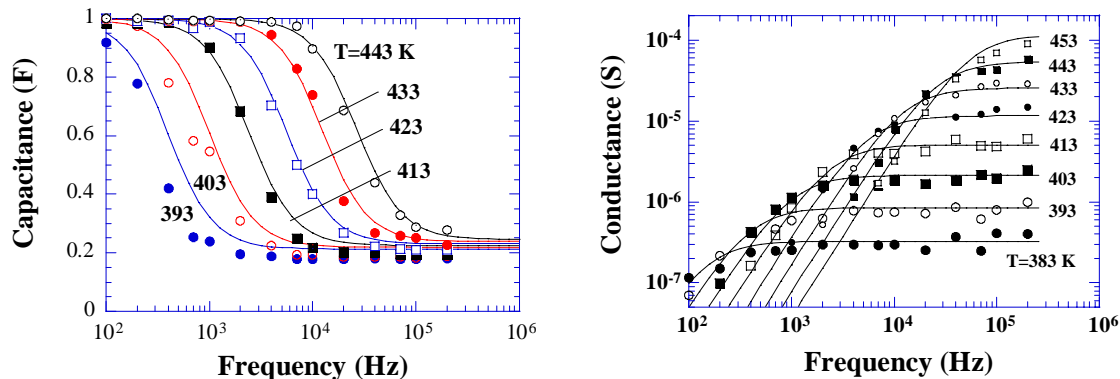 Capacitance (F)
1
0.8
0.6
0.4
0.2
0
T=443 K
433
423
413
403
393
10² 10³ 10⁴ 10⁵ 10⁶
Frequency (Hz)
Conductance (S)
10⁻⁴
10⁻⁵
10⁻⁶
10⁻⁷
453
443
433
423
413
403
393
T=383 K
10² 10³ 10⁴ 10⁵ 10⁶
Frequency (Hz)